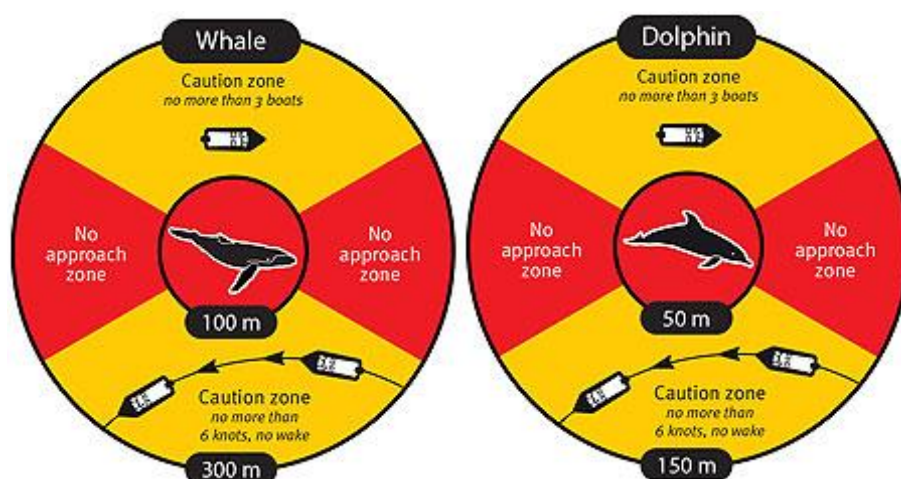 Whale
Caution zone
no more than 3 boats
No
approach
zone
No
approach
zone
100 m
Caution zone
no more than
6 knots, no wake
300 m
Dolphin
Caution zone
no more than 3 boats
No
approach
zone
No
approach
zone
50 m
Caution zone
no more than
6 knots, no wake
150 m